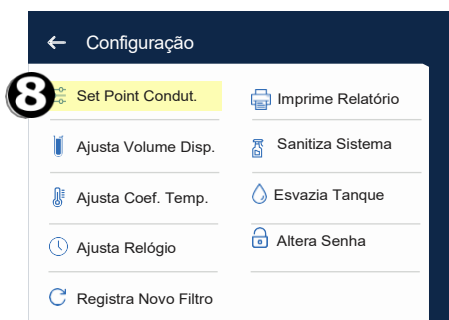 Configuração
8
Set Point Condut.
Imprime Relatório
Ajusta Volume Disp.
Sanitiza Sistema
Ajusta Coef. Temp.
Esvazia Tanque
Ajusta Relógio
Altera Senha
Registra Novo Filtro